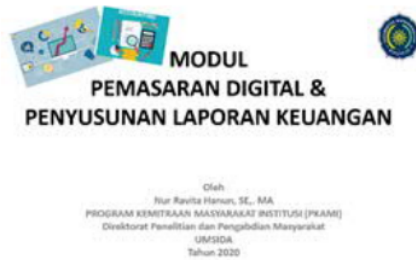 MODUL
PEMASARAN DIGITAL &
PENYUSUNAN LAPORAN KEUANGAN
Oleh
Nur Ravita Hanun, SE,. MA
PROGRAM KEMITRAAN MASYARAKAT INSTITUSI (PKAMI)
Direktorat Penelitian dan Pengabdian Masyarakat
UMSIDA
Tahun 2020